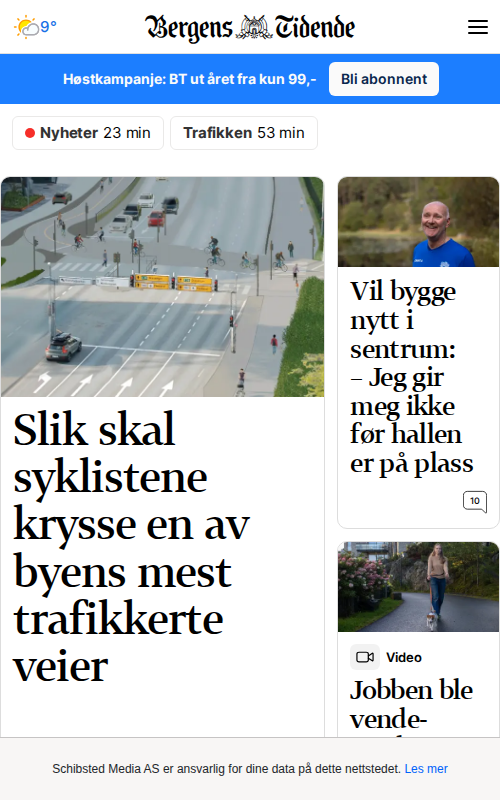 9°
Bergens Tidende
Høstkampanje: BT ut året fra kun 99,-
Bli abonnent
Nyheter 23 min
Trafikken 53 min
Slik skal
syklistene
krysse en av
byens mest
trafikkerte
veier
Vil bygge
nytt i
sentrum:
– Jeg gir
meg ikke
før hallen
er på plass
10
Video
Jobben ble
vende-
Schibsted Media AS er ansvarlig for dine data på dette nettstedet. Les mer